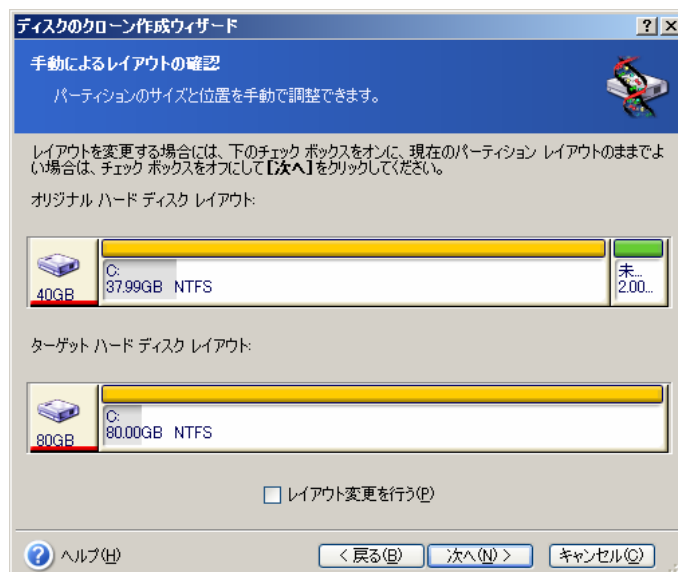 ディスクのクローン作成ウィザード
手動によるレイアウトの確認
パーティションのサイズと位置を手動で調整できます。
レイアウトを変更する場合には、下のチェック ボックスをオンに、現在のパーティション レイアウトのままでよ
い場合は、チェック ボックスをオフにして[次へ]をクリックしてください。
オリジナル ハード ディスク レイアウト:
40GB
C:
37.99GB NTFS
未...
2.00...
ターゲット ハード ディスク レイアウト:
80GB
C:
80.00GB NTFS
レイアウト変更を行う(P)
ヘルプ(H)
< 戻る(B)
次へ(N) >
キャンセル(C)